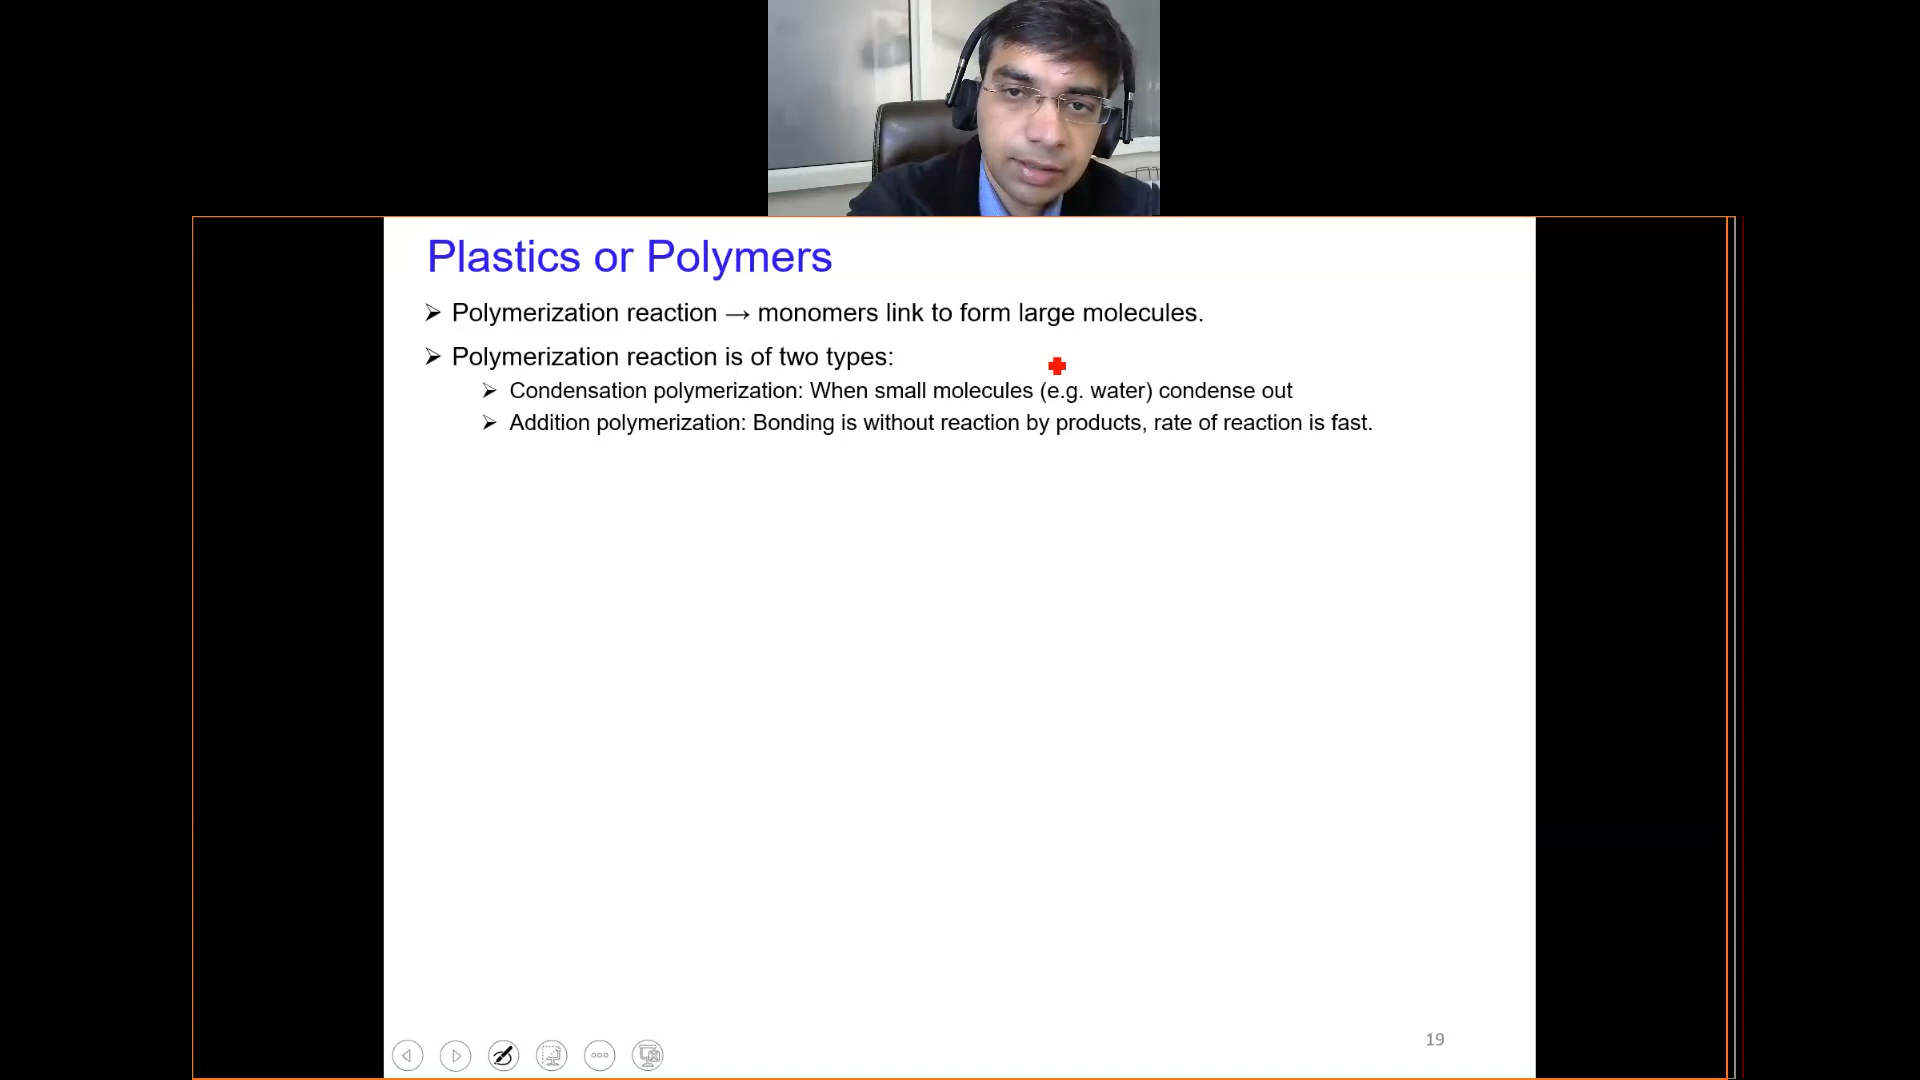 Plastics or Polymers
➢ Polymerization reaction → monomers link to form large molecules.
➢ Polymerization reaction is of two types:
➢ Condensation polymerization: When small molecules (e.g. water) condense out
➢ Addition polymerization: Bonding is without reaction by products, rate of reaction is fast.
19